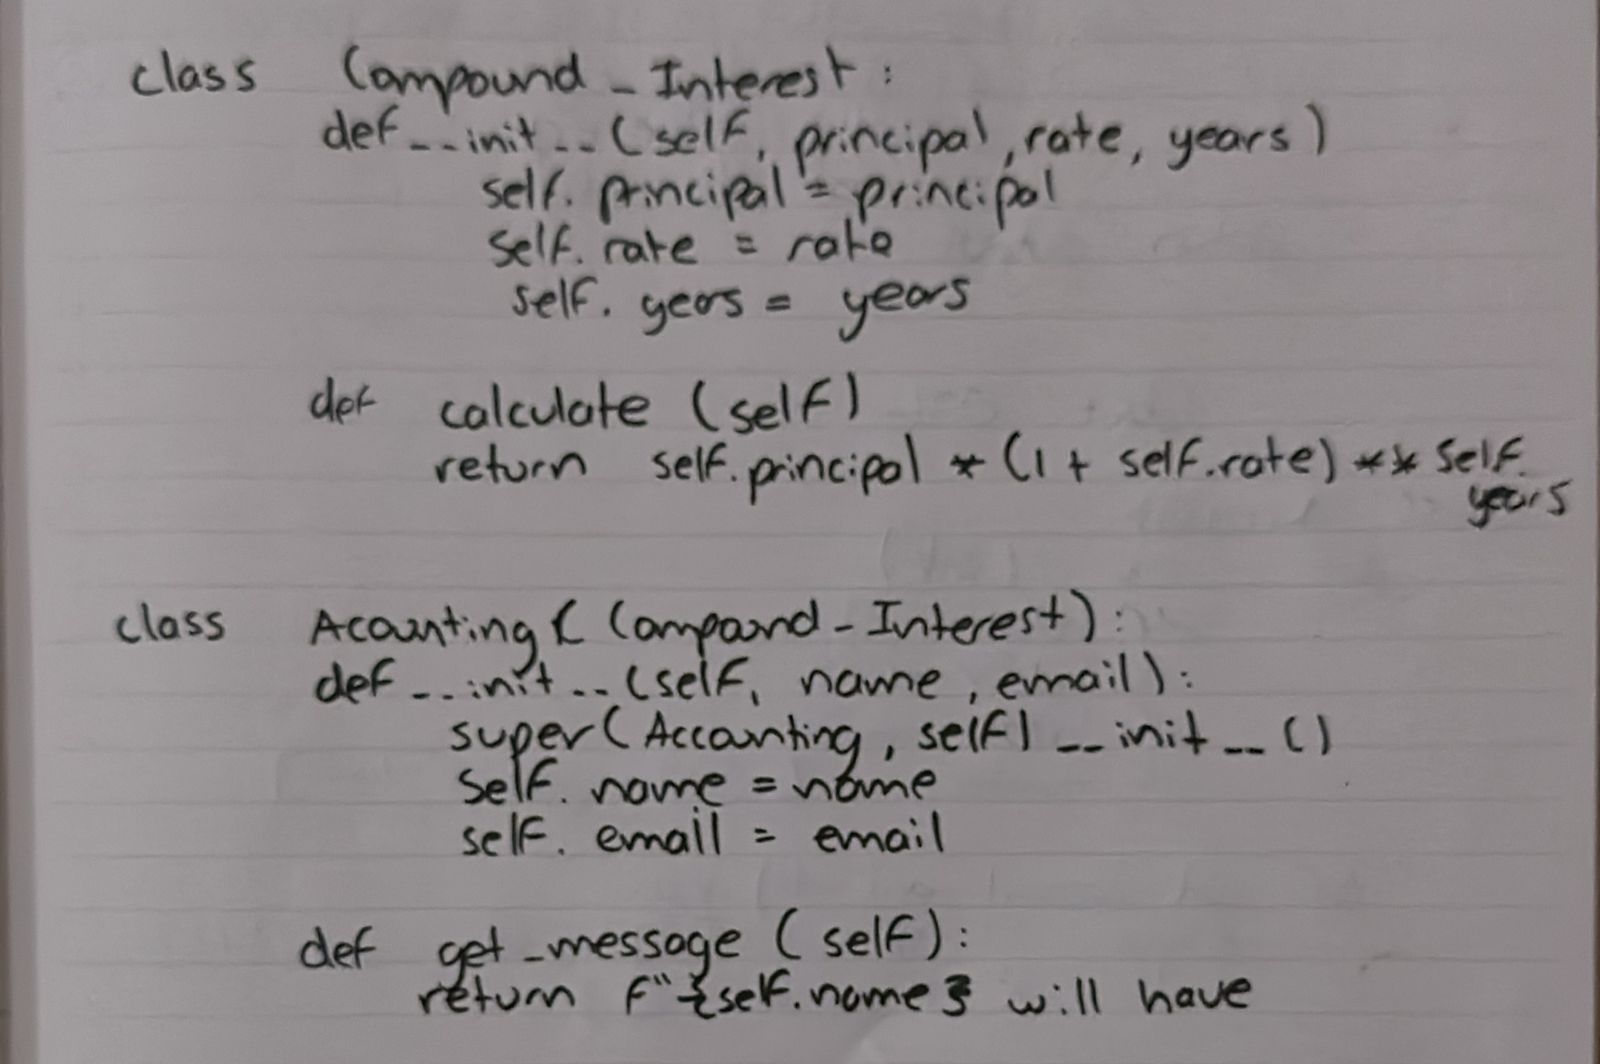 class Compound_Interest:
def __init__(self, principal, rate, years)
self.principal = principal
self.rate = rate
self.years = years
def calculate (self)
return self.principal * (1 + self.rate) ** self.
years
class Acounting ( Compound_Interest):
def __init__(self, name, email):
super(Accounting, self) __init__()
self.name = name
self.email = email
def get_message (self):
return f"{self.name} will have